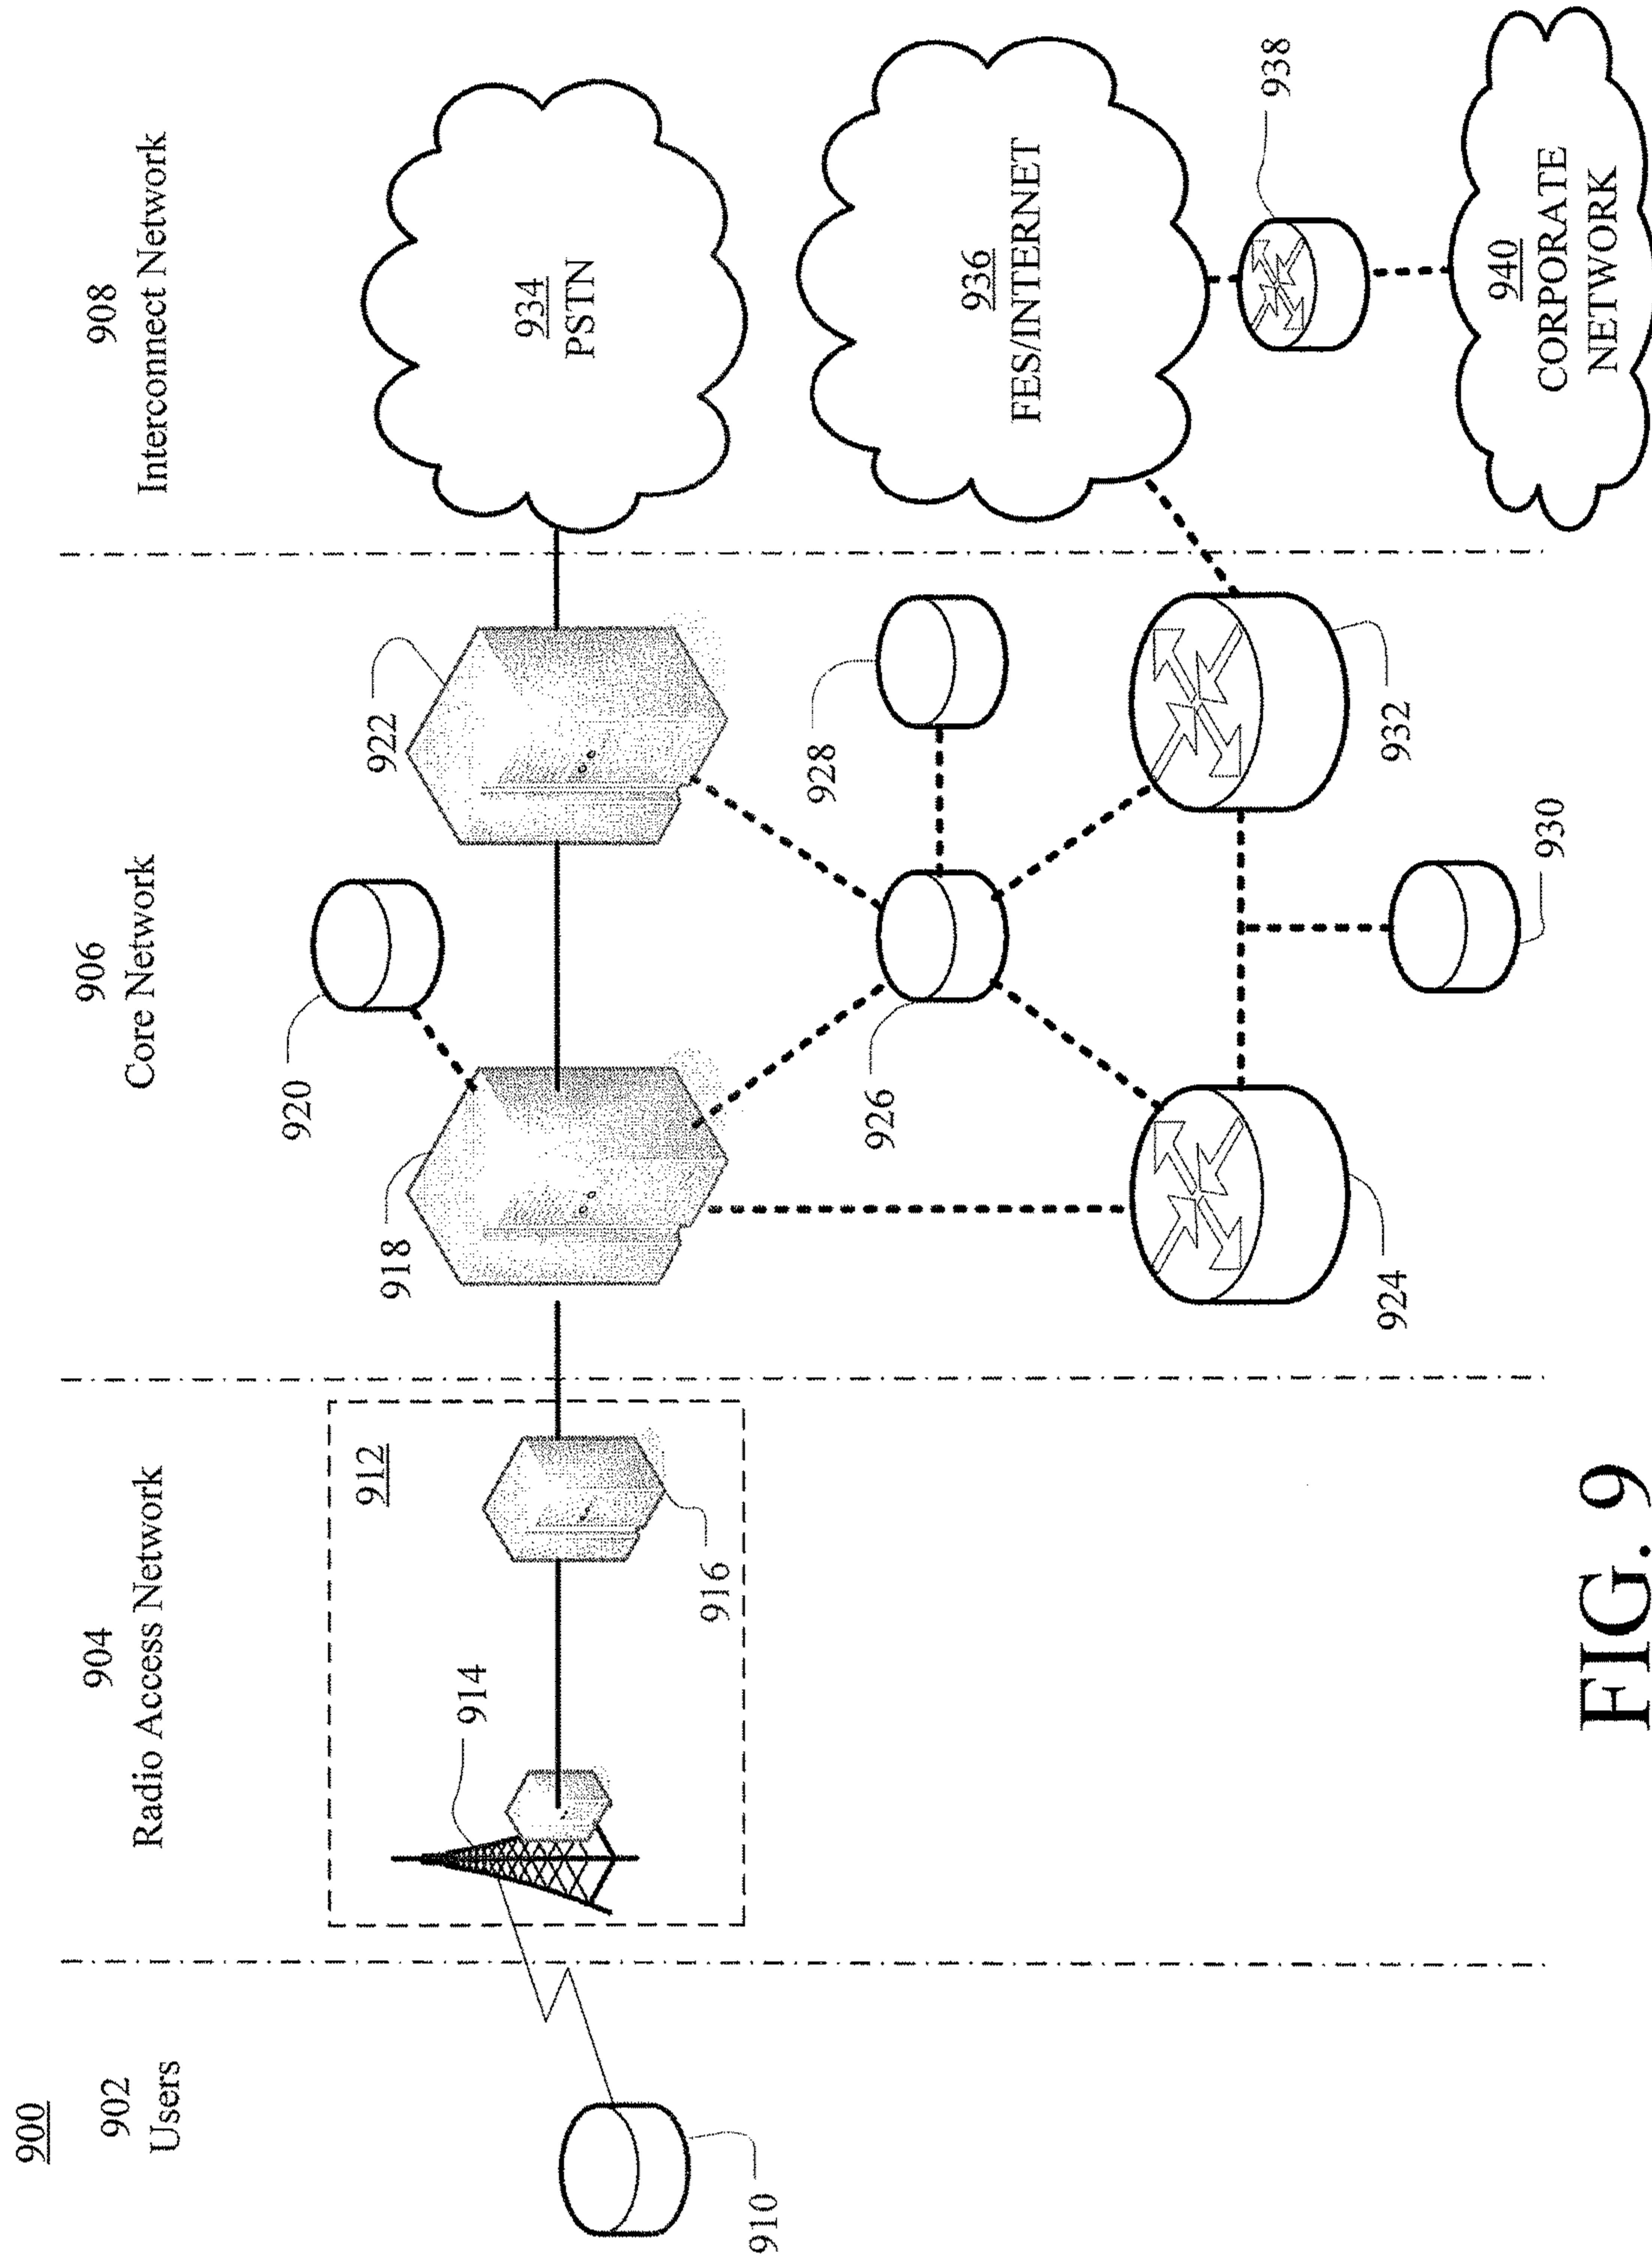 900
902
Users
904
Radio Access Network
906
Core Network
908
Interconnect Network
910
912
914
916
918
920
922
924
926
928
930
932
934
PSTN
936
FES/INTERNET
938
940
CORPORATE
NETWORK
FIG. 9